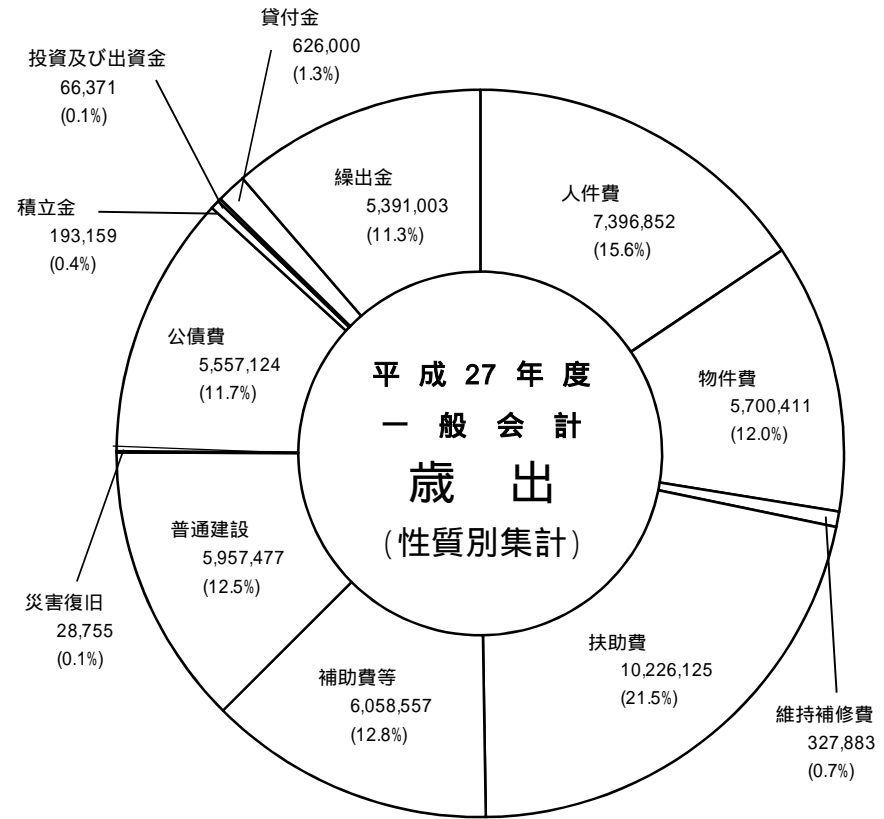 貸付金
626,000
(1.3%)
投資及び出資金
66,371
(0.1%)
積立金
193,159
(0.4%)
繰出金
5,391,003
(11.3%)
人件費
7,396,852
(15.6%)
公債費
5,557,124
(11.7%)
物件費
5,700,411
(12.0%)
平成27年度
一般会計
歳出
(性質別集計)
普通建設
5,957,477
(12.5%)
災害復旧
28,755
(0.1%)
補助費等
6,058,557
(12.8%)
扶助費
10,226,125
(21.5%)
維持補修費
327,883
(0.7%)